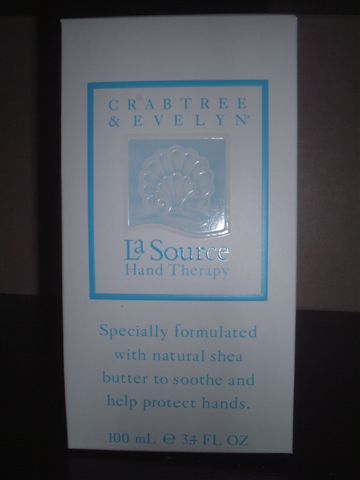 CRABTREE
& EVELYN®
La Source
Hand Therapy
Specially formulated
with natural shea
butter to soothe and
help protect hands.
100 mL ℮ 3.4 FL OZ